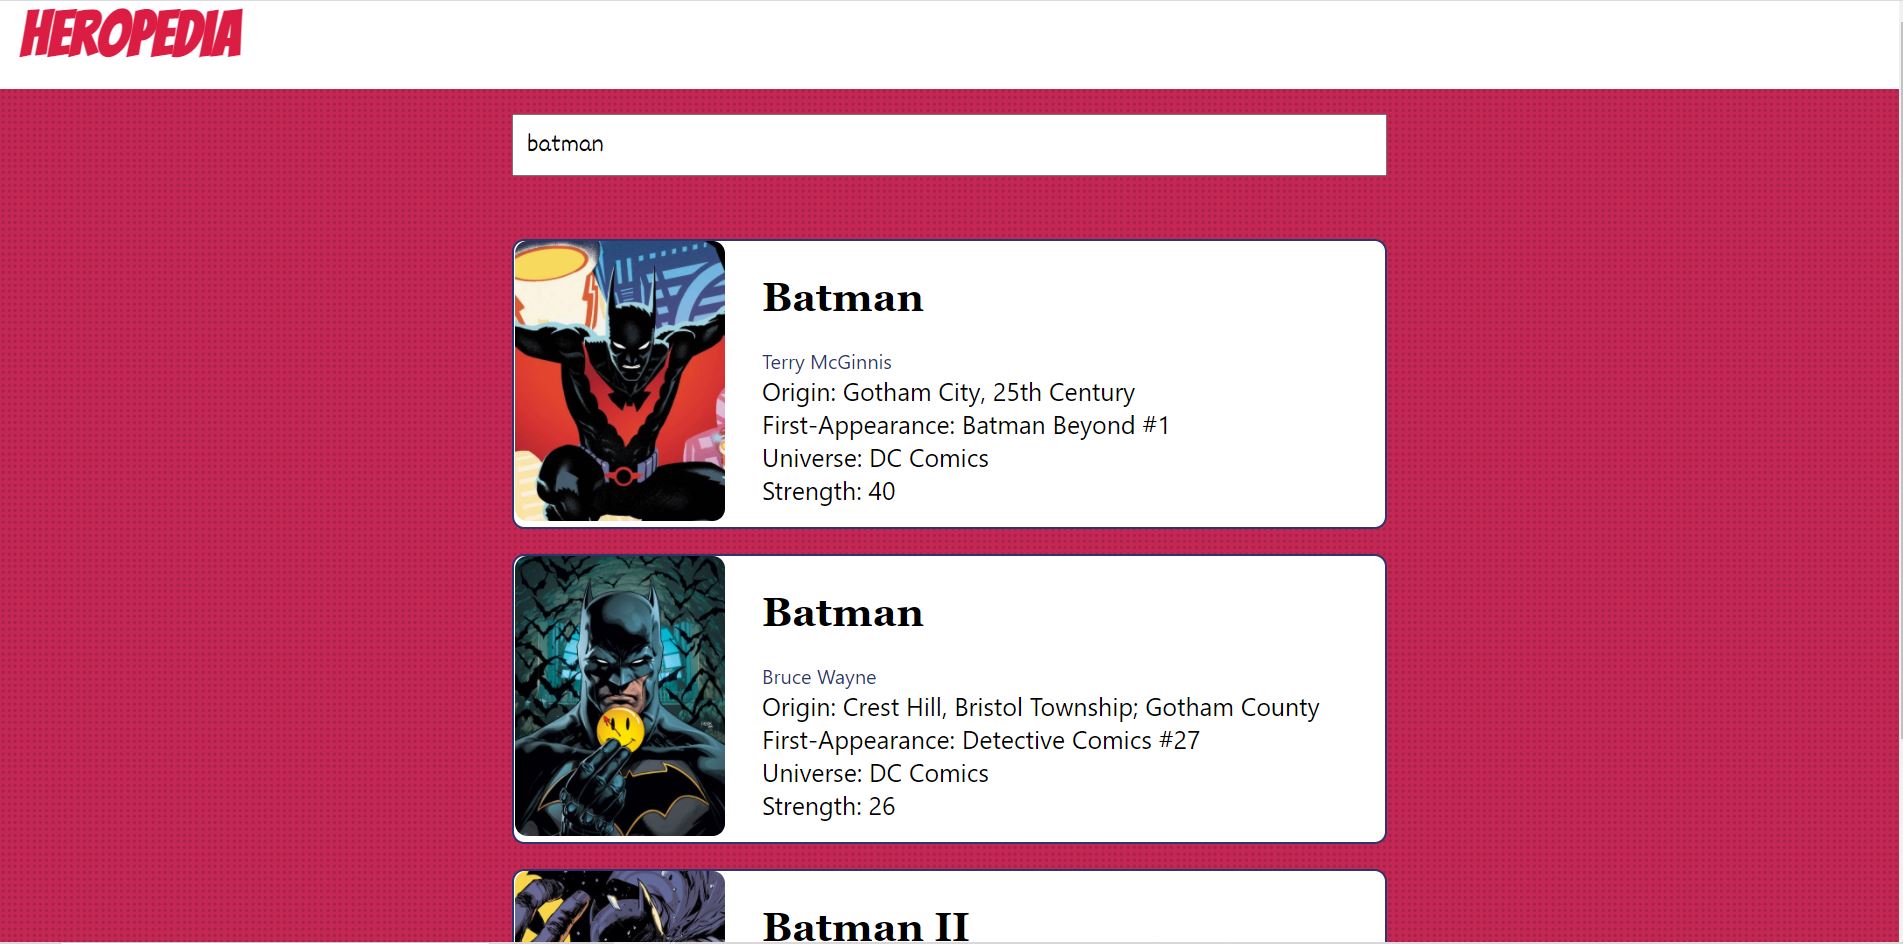 HEROPEDIA
batman
Batman
Terry McGinnis
Origin: Gotham City, 25th Century
First-Appearance: Batman Beyond #1
Universe: DC Comics
Strength: 40
Batman
Bruce Wayne
Origin: Crest Hill, Bristol Township; Gotham County
First-Appearance: Detective Comics #27
Universe: DC Comics
Strength: 26
Batman II